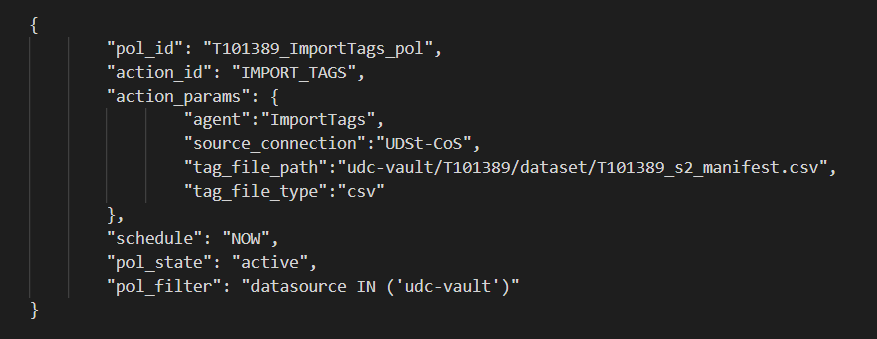 {
"pol_id": "T101389_ImportTags_pol",
"action_id": "IMPORT_TAGS",
"action_params": {
"agent":"ImportTags",
"source_connection":"UDSt-CoS",
"tag_file_path":"udc-vault/T101389/dataset/T101389_s2_manifest.csv",
"tag_file_type":"csv"
},
"schedule": "NOW",
"pol_state": "active",
"pol_filter": "datasource IN ('udc-vault')"
}